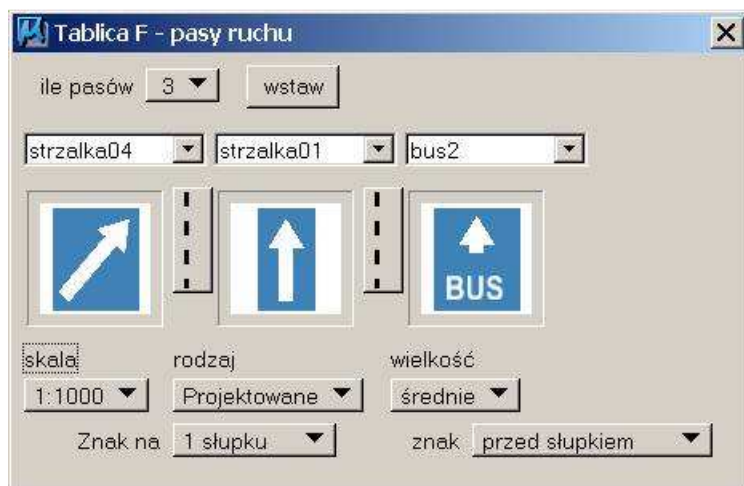 Tablica F - pasy ruchu
ile pasów 3 wstaw
strzalka04 strzalka01 bus2
BUS
skala rodzaj wielkość
1:1000 Projektowane średnie
Znak na 1 słupku znak przed słupkiem